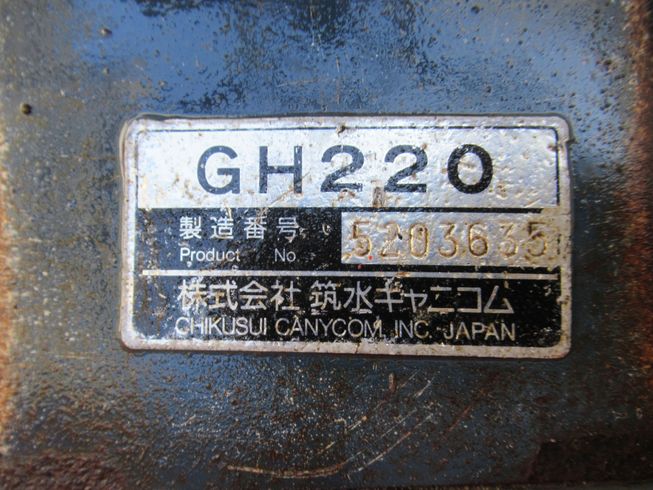 GH220
製造番号 5203635
Product No.
株式会社 筑水キャニコム
CHIKUSUI CANYCOM, INC. JAPAN